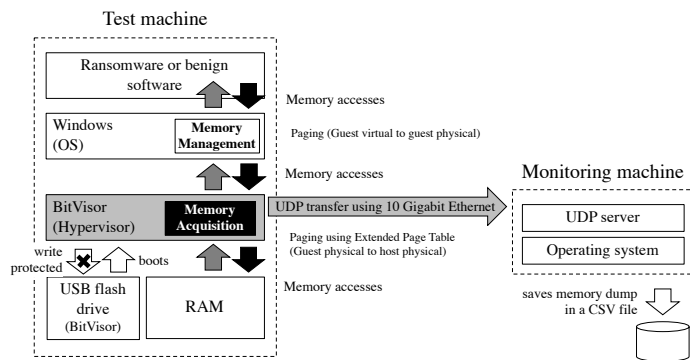 Test machine
Ransomware or benign
software
Memory accesses
Windows
(OS)
Memory
Management
Paging (Guest virtual to guest physical)
Memory accesses
Monitoring machine
BitVisor
(Hypervisor)
Memory
Acquisition
UDP transfer using 10 Gigabit Ethernet
UDP server
Operating system
Paging using Extended Page Table
(Guest physical to host physical)
write
protected
boots
Memory accesses
USB flash
drive
(BitVisor)
RAM
saves memory dump
in a CSV file